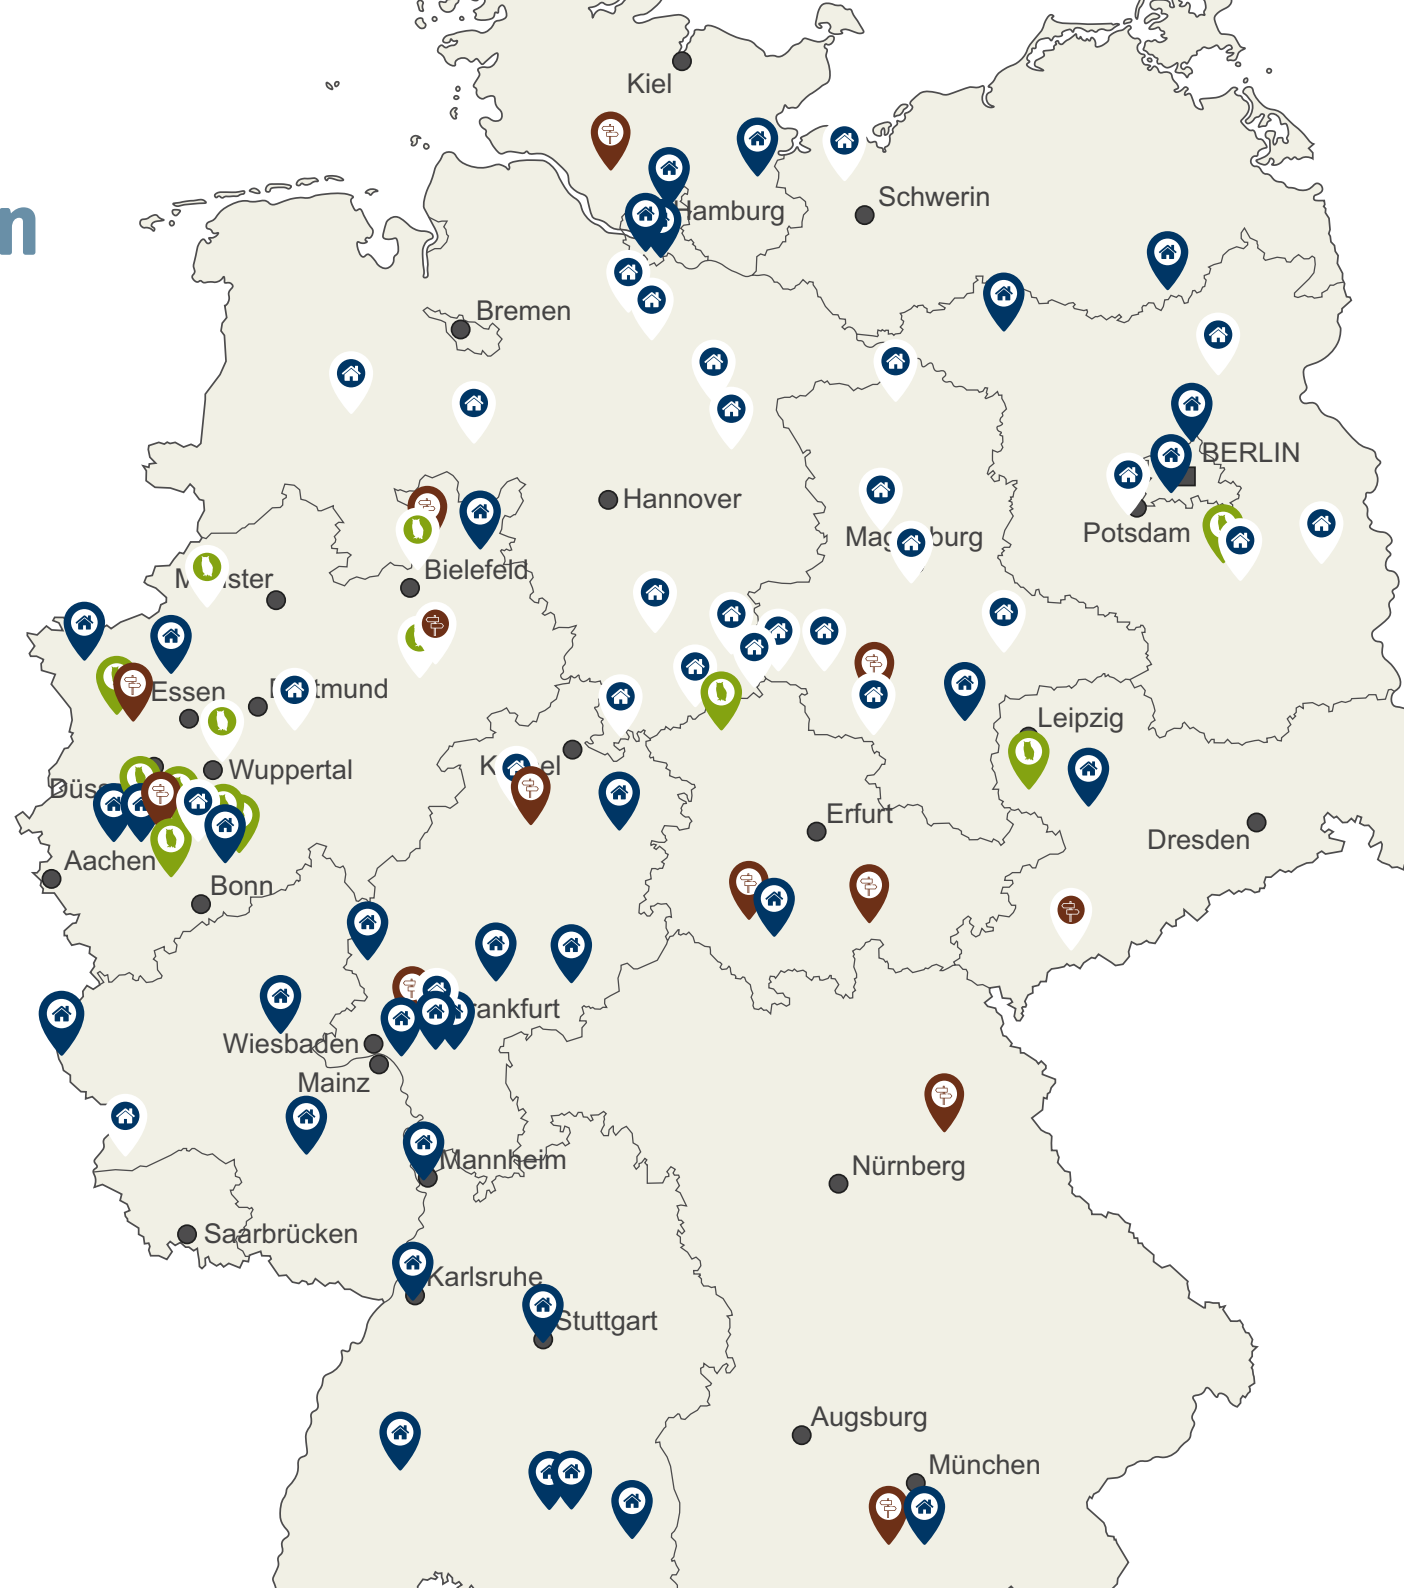 Kiel
Schwerin
Hamburg
n
Bremen
BERLIN
Hannover
Potsdam
Bielefeld
Leipzig
Essen
Wuppertal
Erfurt
Dresden
Aachen
Bonn
Wiesbaden
Mainz
Mannheim
Nürnberg
Saarbrücken
Karlsruhe
Stuttgart
Augsburg
München